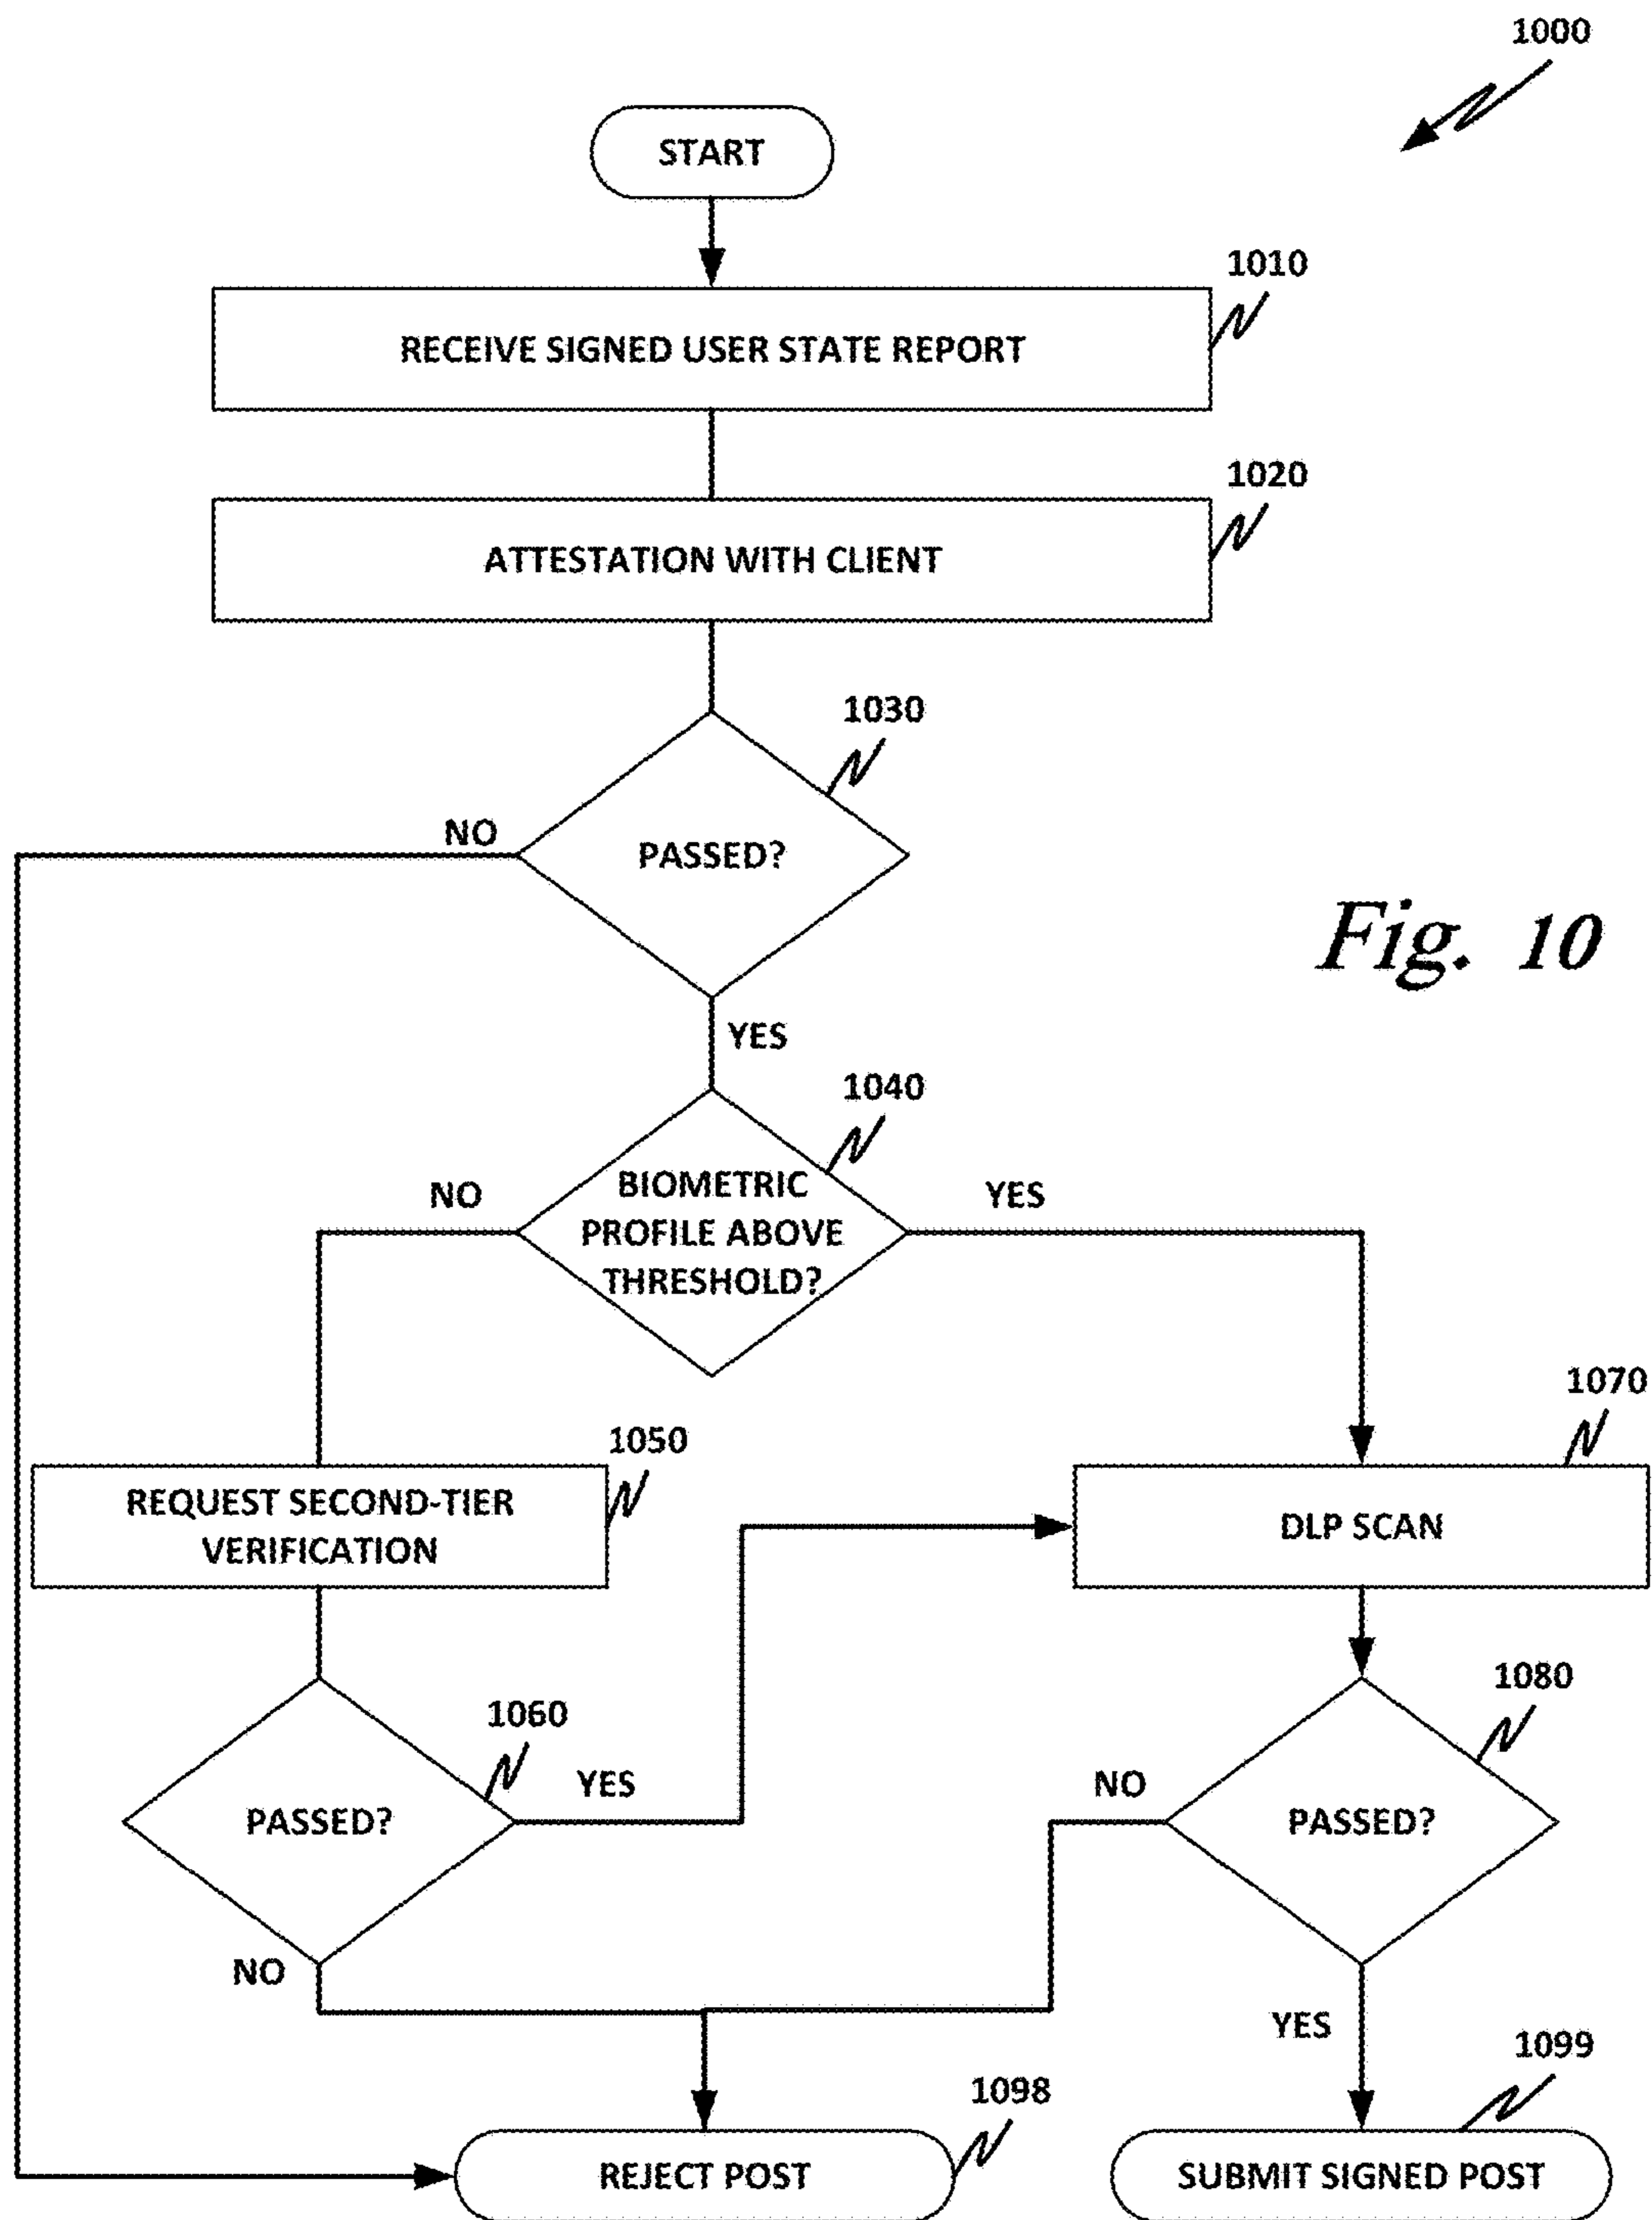 1000
START
1010
RECEIVE SIGNED USER STATE REPORT
1020
ATTESTATION WITH CLIENT
1030
NO
PASSED?
Fig. 10
YES
1040
NO
BIOMETRIC
PROFILE ABOVE
THRESHOLD?
YES
1070
1050
REQUEST SECOND-TIER
VERIFICATION
DLP SCAN
1080
1060
YES
NO
PASSED?
PASSED?
NO
YES
1099
1098
REJECT POST
SUBMIT SIGNED POST